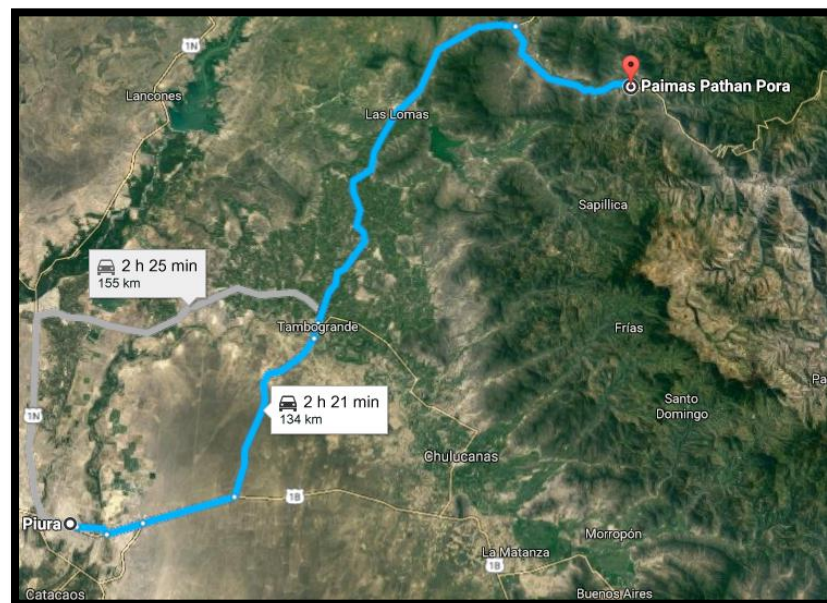 1N
Lancones
Las Lomas
Paimas Pathan Pora
Sapillica
2 h 25 min
155 km
Tambogrande
Frías
Pa
2 h 21 min
134 km
Santo
Domingo
1N
Chulucanas
1B
Piura
Morropón
La Matanza
1B
Catacaos
Buenos Aires